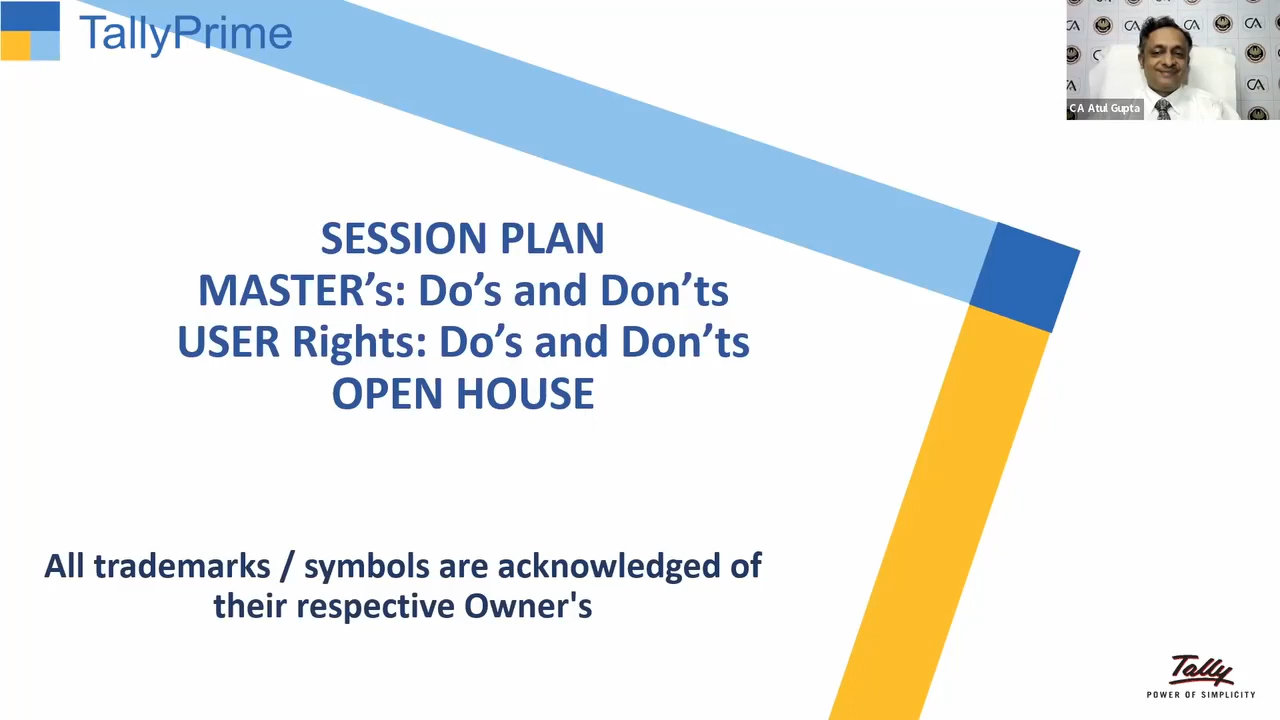 TallyPrime
CA Atul Gupta
SESSION PLAN
MASTER’s: Do’s and Don’ts
USER Rights: Do’s and Don’ts
OPEN HOUSE
All trademarks / symbols are acknowledged of
their respective Owner's
Tally
POWER OF SIMPLICITY